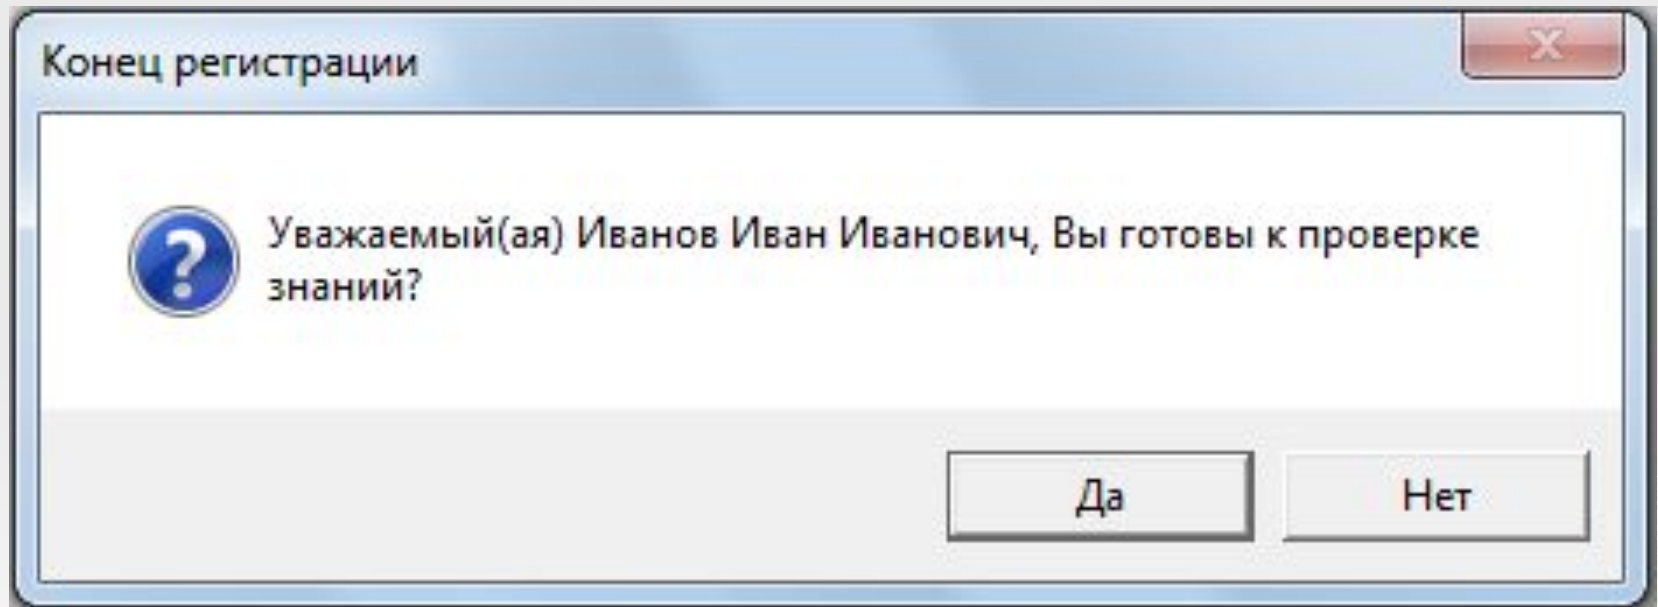 Конец регистрации
Уважаемый(ая) Иванов Иван Иванович, Вы готовы к проверке
знаний?
Да
Нет